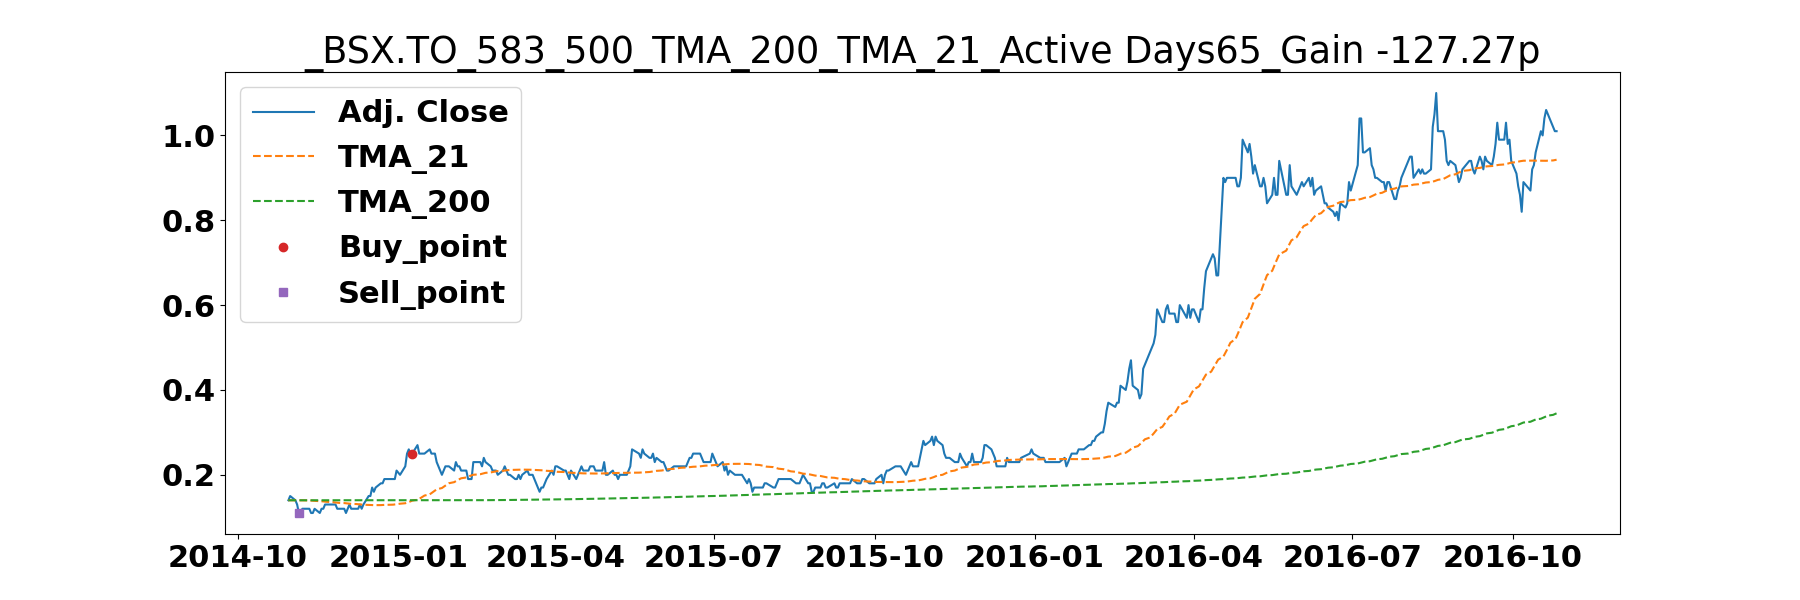 _BSX.TO_583_500_TMA_200_TMA_21_Active Days65_Gain -127.27p
Adj. Close
TMA_21
TMA_200
Buy_point
Sell_point
1.0
0.8
0.6
0.4
0.2
2014-10 2015-01 2015-04 2015-07 2015-10 2016-01 2016-04 2016-07 2016-10